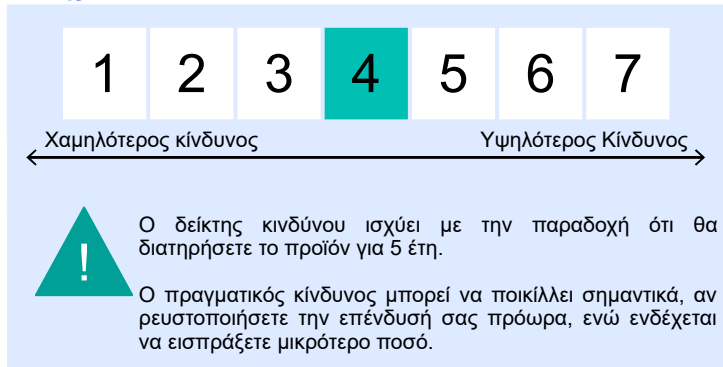 1 2 3 4 5 6 7
Χαμηλότερος κίνδυνος Υψηλότερος Κίνδυνος
!
Ο δείκτης κινδύνου ισχύει με την παραδοχή ότι θα
διατηρήσετε το προϊόν για 5 έτη.
Ο πραγματικός κίνδυνος μπορεί να ποικίλλει σημαντικά, αν
ρευστοποιήσετε την επένδυσή σας πρόωρα, ενώ ενδέχεται
να εισπράξετε μικρότερο ποσό.